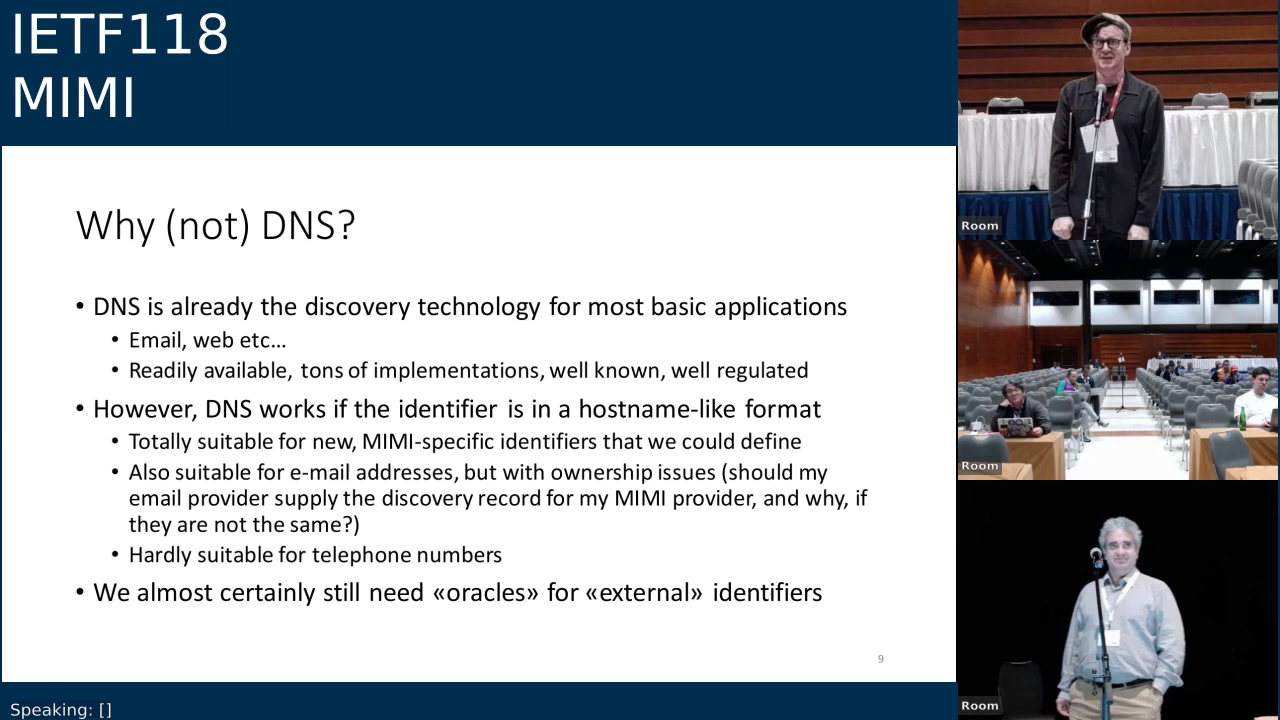 IETF118
MIMI
Why (not) DNS?
• DNS is already the discovery technology for most basic applications
• Email, web etc…
• Readily available, tons of implementations, well known, well regulated
• However, DNS works if the identifier is in a hostname-like format
• Totally suitable for new, MIMI-specific identifiers that we could define
• Also suitable for e-mail addresses, but with ownership issues (should my
email provider supply the discovery record for my MIMI provider, and why, if
they are not the same?)
• Hardly suitable for telephone numbers
• We almost certainly still need «oracles» for «external» identifiers
9
Speaking: []
Room
Room
Room